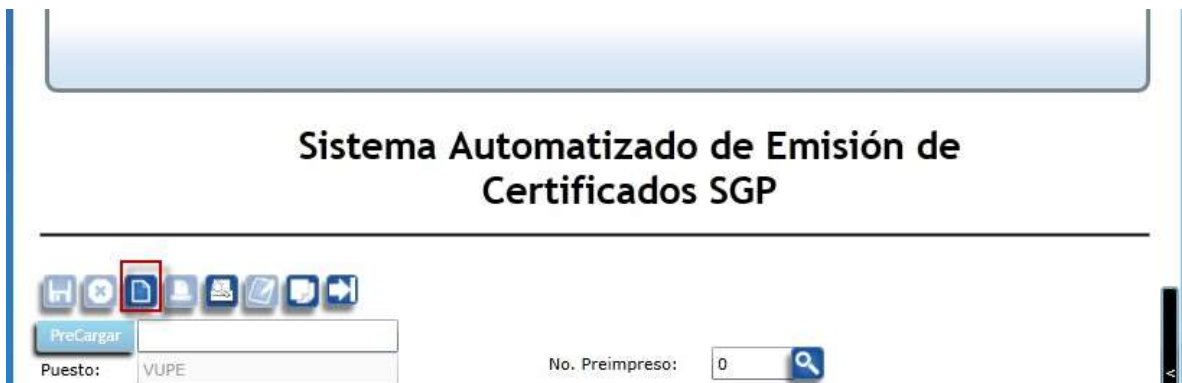 Sistema Automatizado de Emisión de
Certificados SGP
PreCargar
Puesto: VUPE No. Preimpreso: 0
<